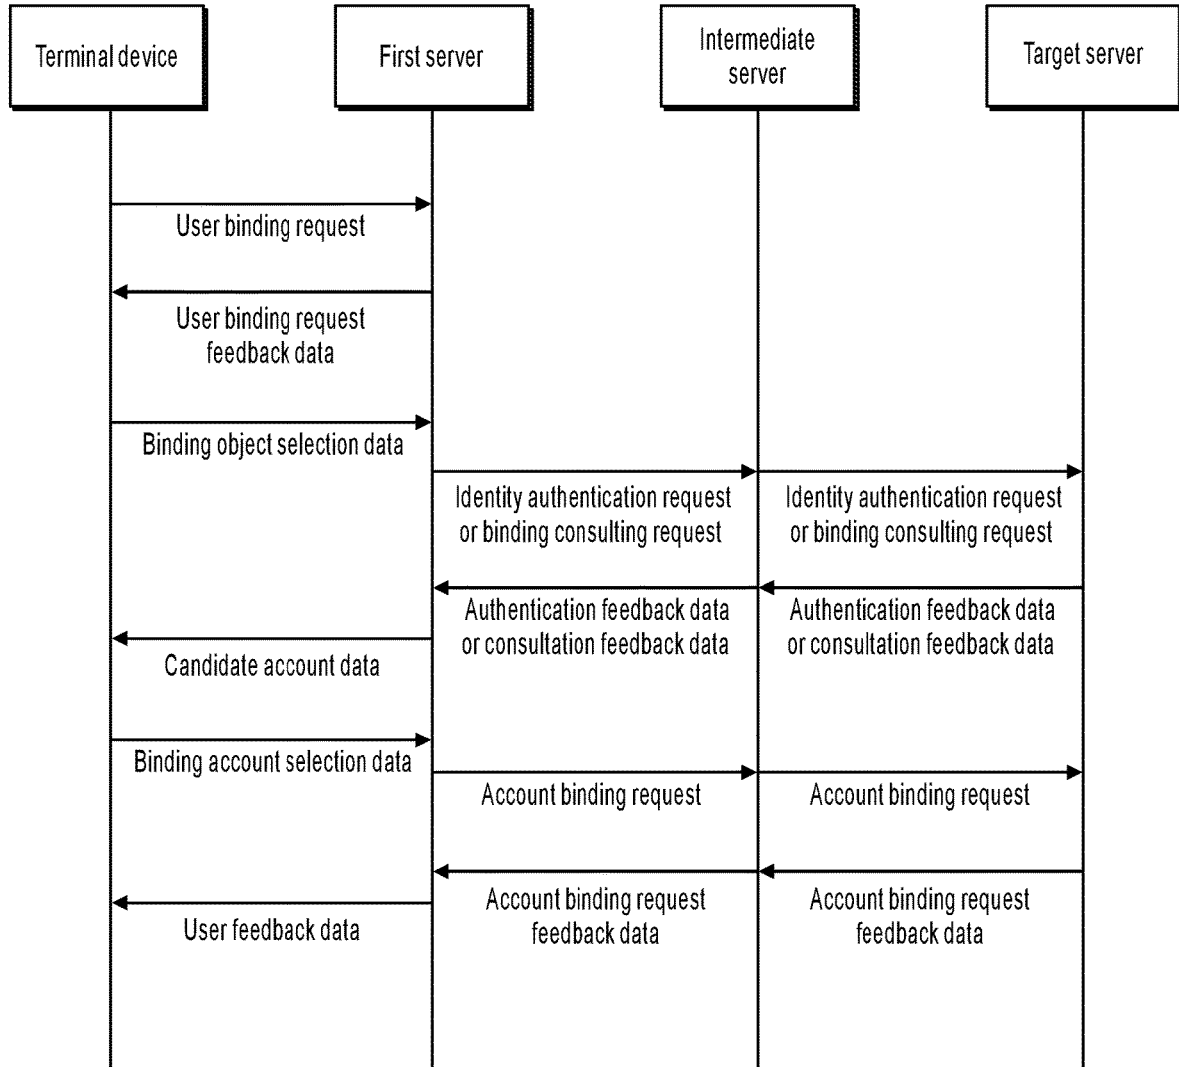 Terminal device
First server
Intermediate
server
Target server
User binding request
User binding request
feedback data
Binding object selection data
Identity authentication request
or binding consulting request
Identity authentication request
or binding consulting request
Authentication feedback data
or consultation feedback data
Authentication feedback data
or consultation feedback data
Candidate account data
Binding account selection data
Account binding request
Account binding request
Account binding request
feedback data
Account binding request
feedback data
User feedback data